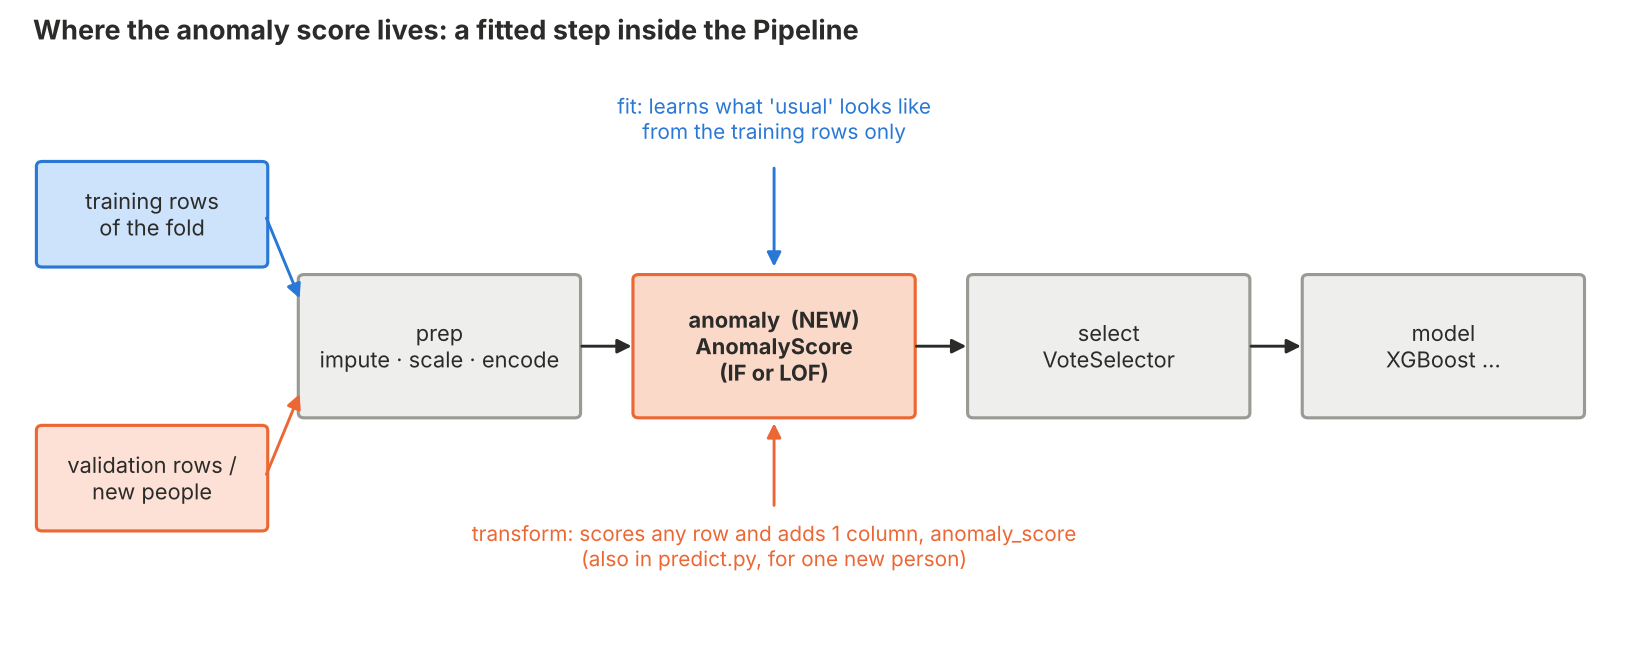 Where the anomaly score lives: a fitted step inside the Pipeline
fit: learns what 'usual' looks like
from the training rows only
training rows
of the fold
prep
impute · scale · encode
anomaly (NEW)
AnomalyScore
(IF or LOF)
select
VoteSelector
model
XGBoost ...
validation rows /
new people
transform: scores any row and adds 1 column, anomaly_score
(also in predict.py, for one new person)